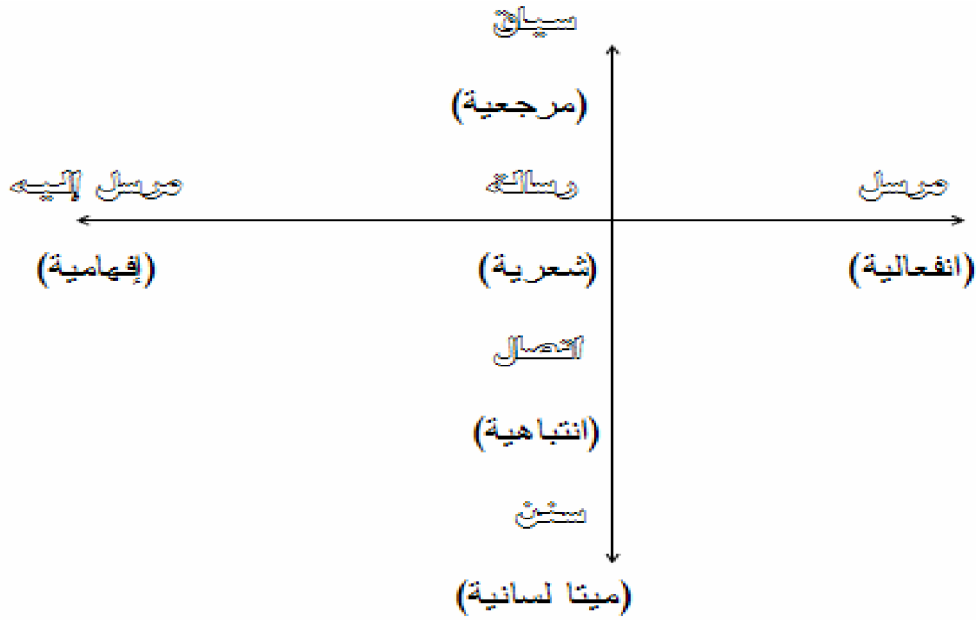 سياق
(مرجعية)
مرسل رسالة مرسل إليه
(انفعالية) (شعرية) (إفهامية)
اتصال
(انتباهية)
سنن
(ميتا لسانية)